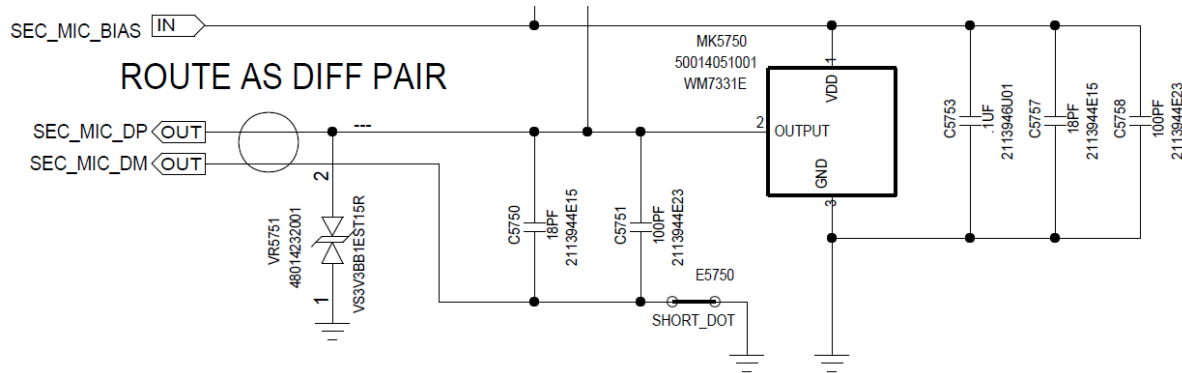 SEC_MIC_BIAS
IN
ROUTE AS DIFF PAIR
SEC_MIC_DP
OUT
SEC_MIC_DM
OUT
---
2
1
VR5751
48014232001
VS3V3BB1EST15R
C5750
18PF
2113944E15
C5751
100PF
2113944E23
E5750
SHORT_DOT
MK5750
50014051001
WM7331E
1
VDD
2
OUTPUT
GND
3
C5753
.1UF
2113946U01
C5757
18PF
2113944E15
C5758
100PF
2113944E23